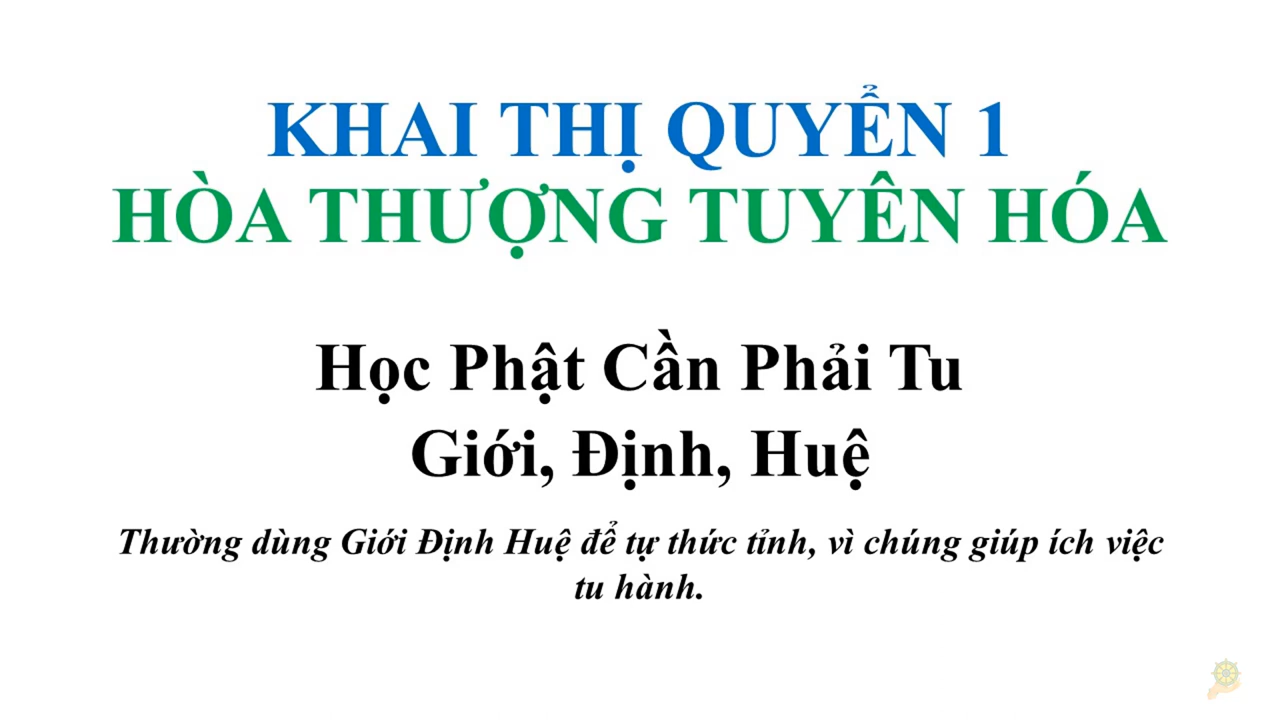 KHAI THỊ QUYỂN 1
HÒA THƯỢNG TUYÊN HÓA
Học Phật Cần Phải Tu
Giới, Định, Huệ
Thường dùng Giới Định Huệ để tự thức tỉnh, vì chúng giúp ích việc
tu hành.